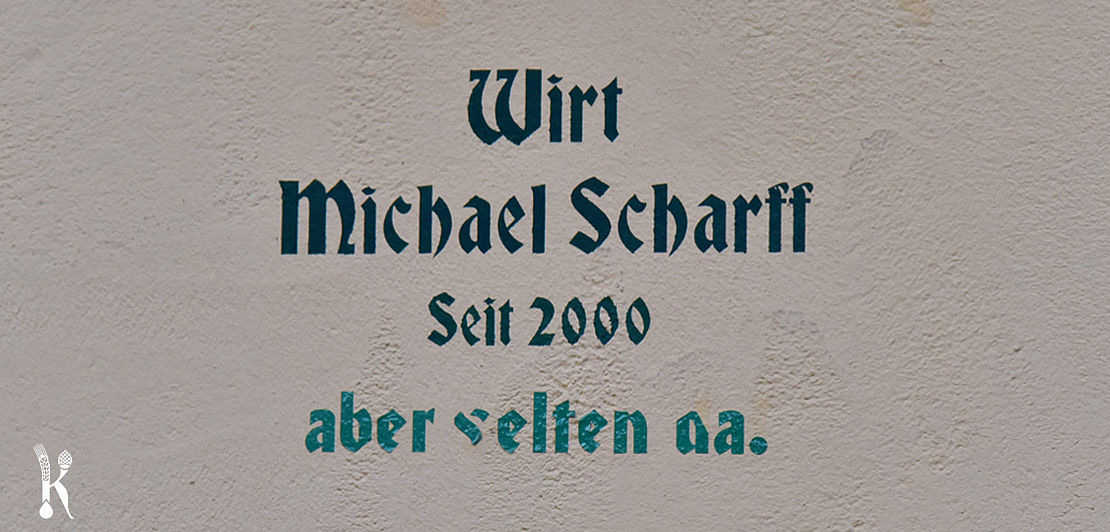 Wirt
Michael Scharff
Seit 2000
aber selten da.
K